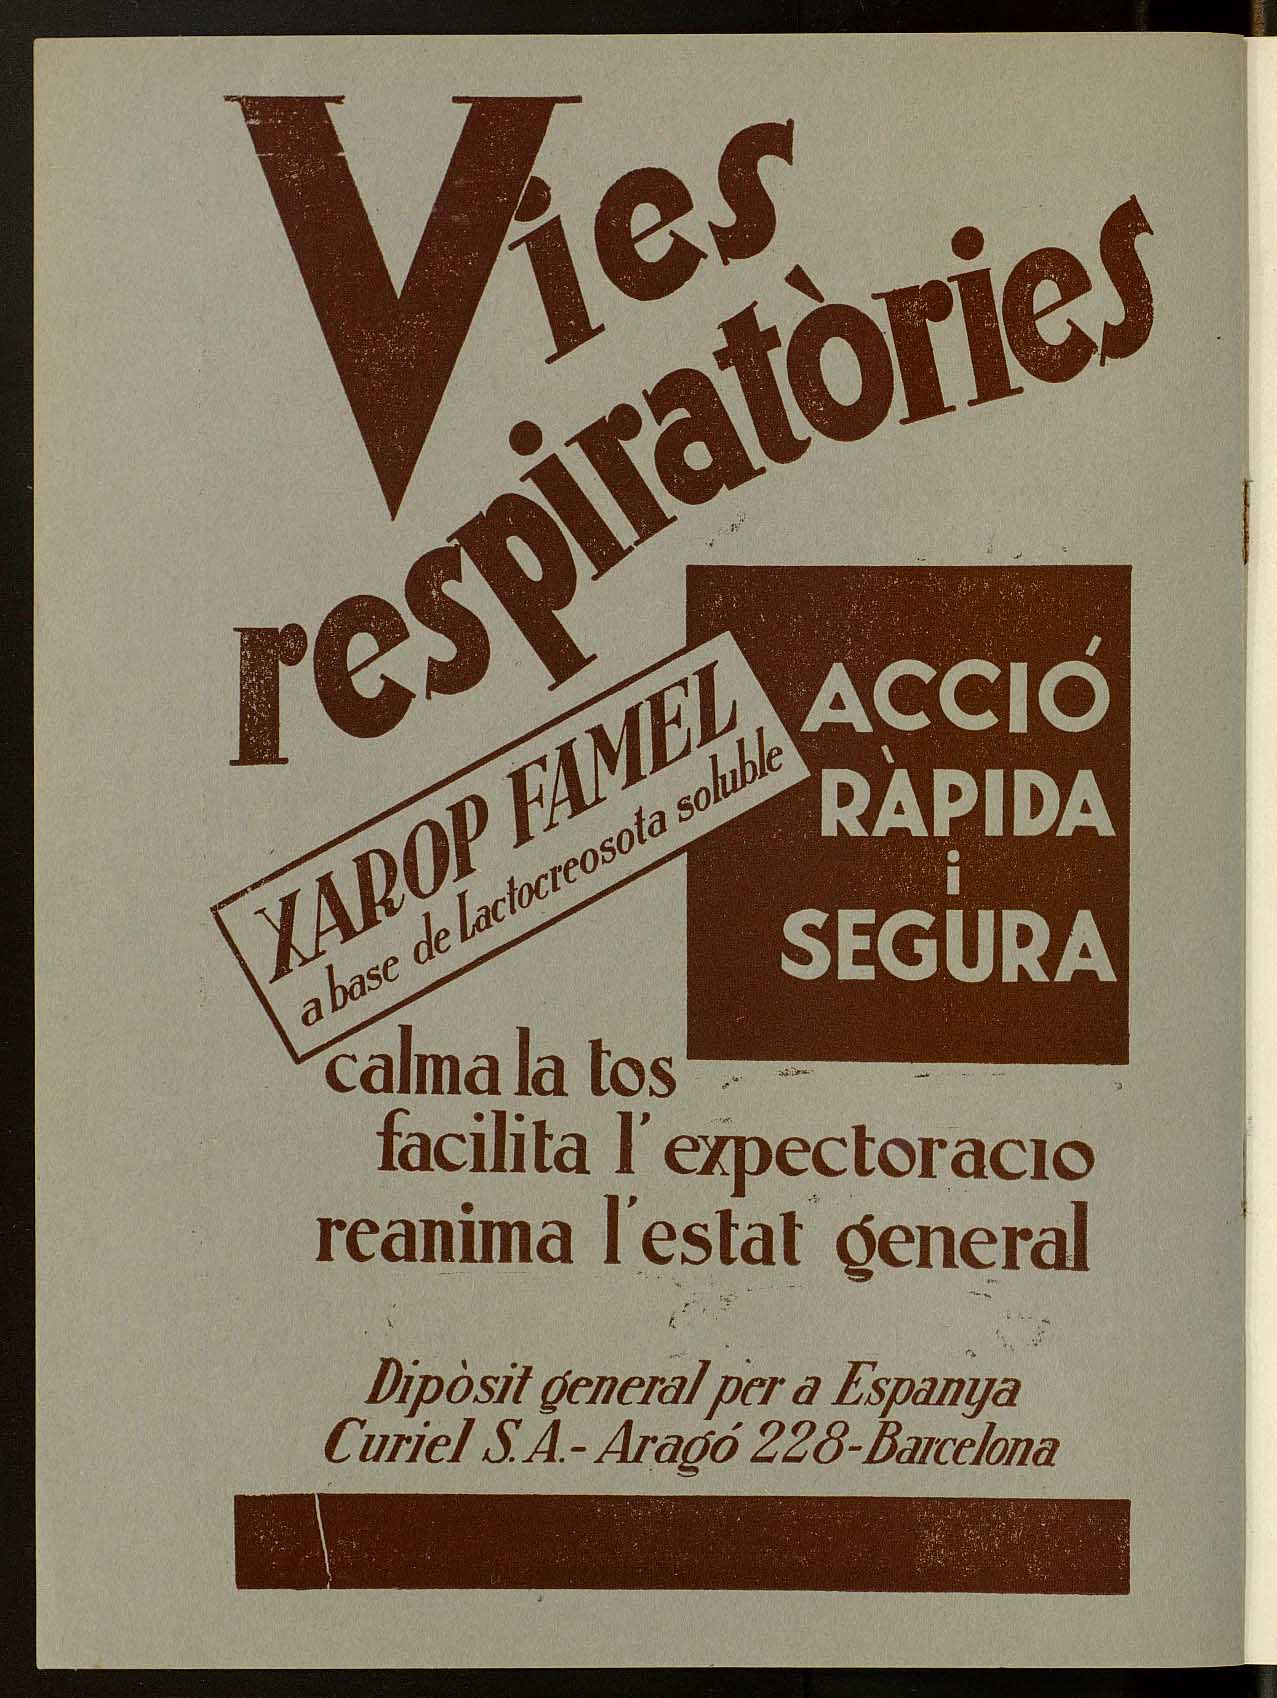 Vies
respiratòries
ACCIÓ
RÀPIDA
i
SEGURA
XAROP FAMEL
a base de Lactocreosota soluble
calma la tos
facilita l'expectoracio
reanima l'estat general
Dipòsit general per a Espanya
Curiel S. A.- Aragó 228-Barcelona